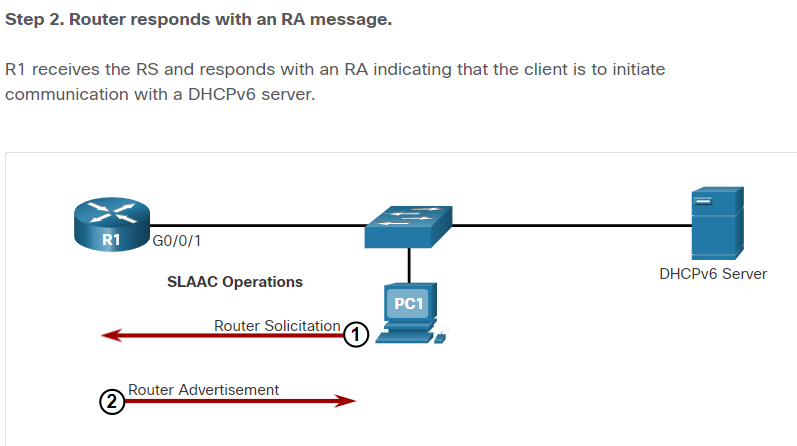 Step 2. Router responds with an RA message.
R1 receives the RS and responds with an RA indicating that the client is to initiate
communication with a DHCPv6 server.
R1
G0/0/1
DHCPv6 Server
SLAAC Operations
PC1
Router Solicitation
1
Router Advertisement
2